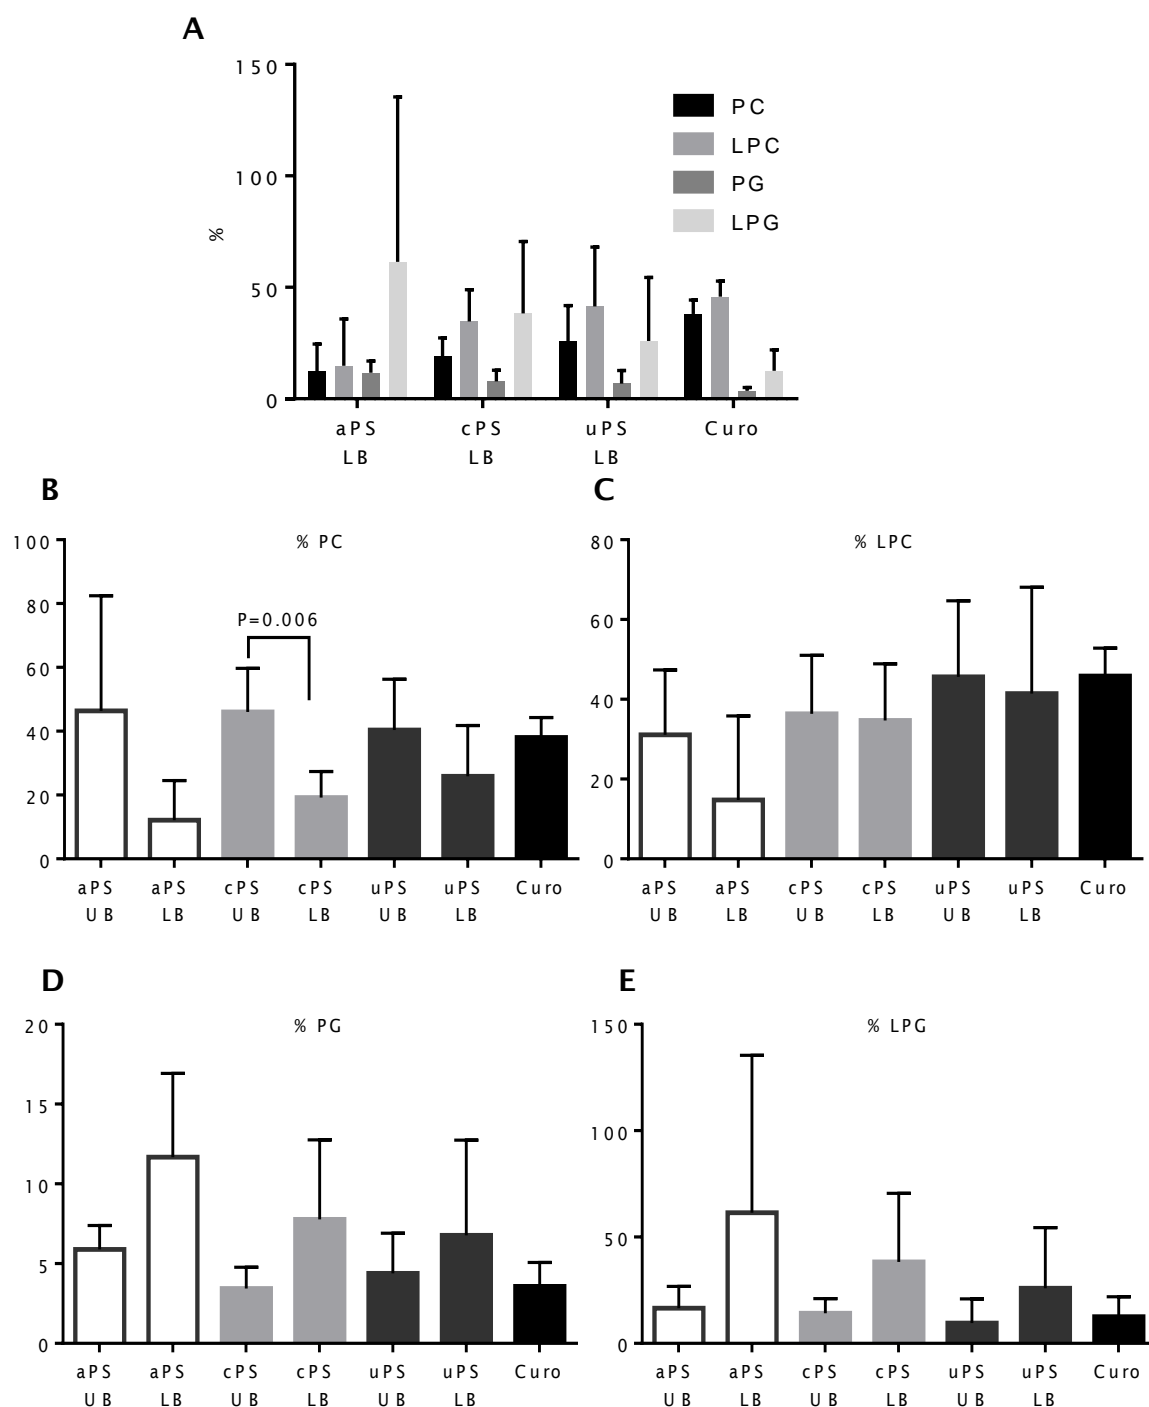 A
150
100
50
0
%
PC
LPC
PG
LPG
aPS cPS uPS Curo
LB LB LB
B
% PC
100
80
60
40
20
0
P=0.006
aPS aPS cPS cPS uPS uPS Curo
UB LB UB LB UB LB
C
% LPC
80
60
40
20
0
aPS aPS cPS cPS uPS uPS Curo
UB LB UB LB UB LB
D
% PG
20
15
10
5
0
aPS aPS cPS cPS uPS uPS Curo
UB LB UB LB UB LB
E
% LPG
150
100
50
0
aPS aPS cPS cPS uPS uPS Curo
UB LB UB LB UB LB